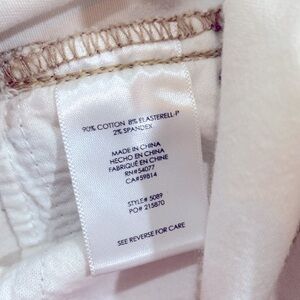 90% COTTON 8% ELASTERELL-P
2% SPANDEX
MADE IN CHINA
HECHO EN CHINA
FABRIQUÉ EN CHINE
RN#54077
CA#59814
STYLE# 5089
PO# 215870
SEE REVERSE FOR CARE